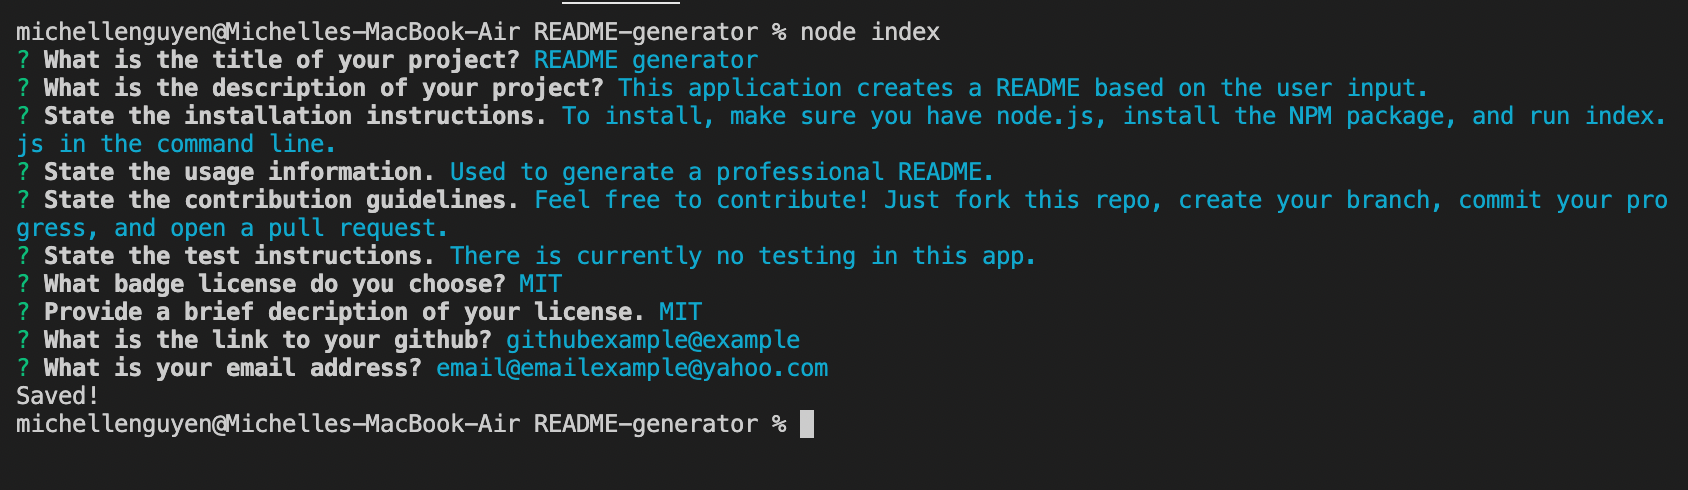 michellenguyen@Michelles-MacBook-Air README-generator % node index
? What is the title of your project? README generator
? What is the description of your project? This application creates a README based on the user input.
? State the installation instructions. To install, make sure you have node.js, install the NPM package, and run index.
js in the command line.
? State the usage information. Used to generate a professional README.
? State the contribution guidelines. Feel free to contribute! Just fork this repo, create your branch, commit your pro
gress, and open a pull request.
? State the test instructions. There is currently no testing in this app.
? What badge license do you choose? MIT
? Provide a brief decription of your license. MIT
? What is the link to your github? githubexample@example
? What is your email address? email@emailexample@yahoo.com
Saved!
michellenguyen@Michelles-MacBook-Air README-generator %